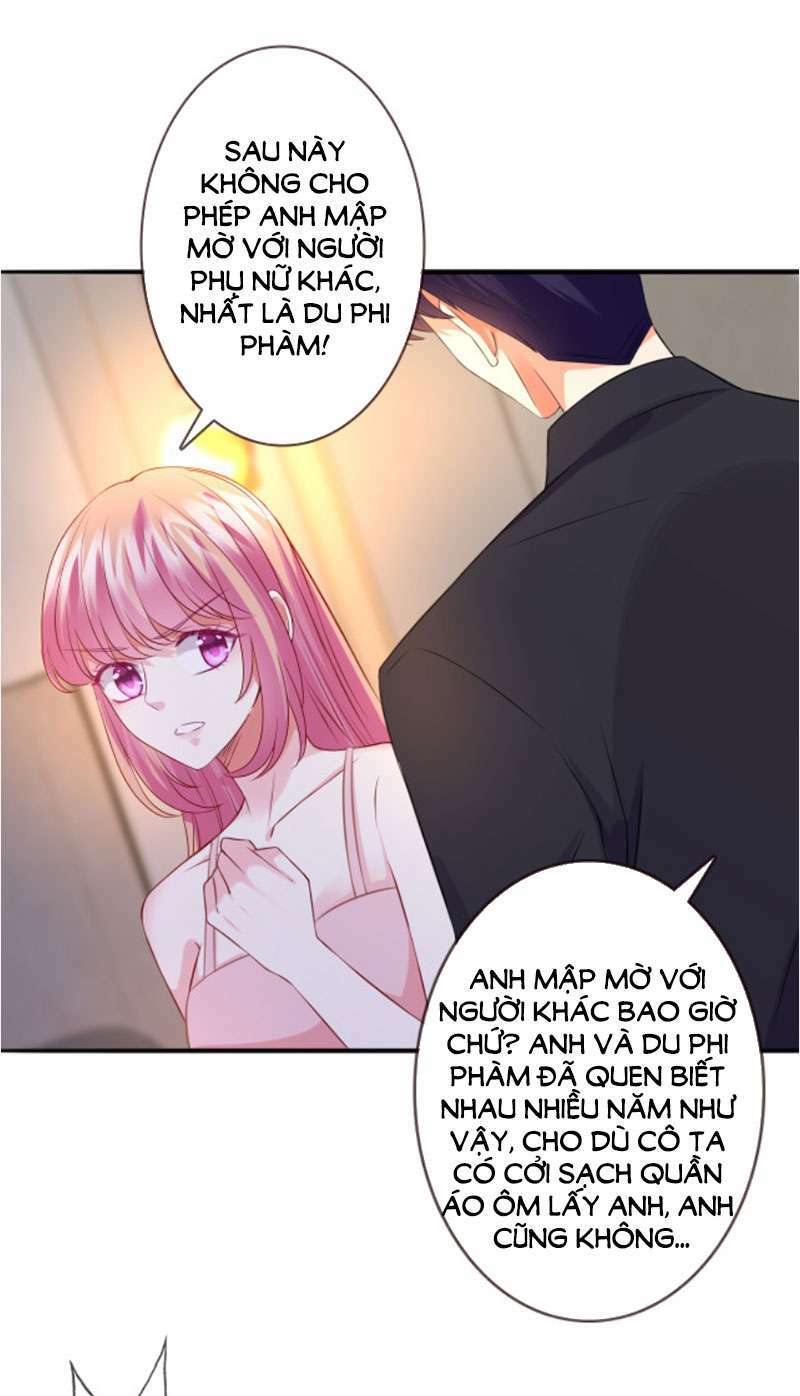 SAU NÀY
KHÔNG CHO
PHÉP ANH MẬP
MỜ VỚI NGƯỜI
PHỤ NỮ KHÁC,
NHẤT LÀ DU PHI
PHÀM!
ANH MẬP MỜ VỚI
NGƯỜI KHÁC BAO GIỜ
CHỨ? ANH VÀ DU PHI
PHÀM ĐÃ QUEN BIẾT
NHAU NHIỀU NĂM NHƯ
VẬY, CHO DÙ CÔ TA
CÓ CỞI SẠCH QUẦN
ÁO ÔM LẤY ANH, ANH
CŨNG KHÔNG...